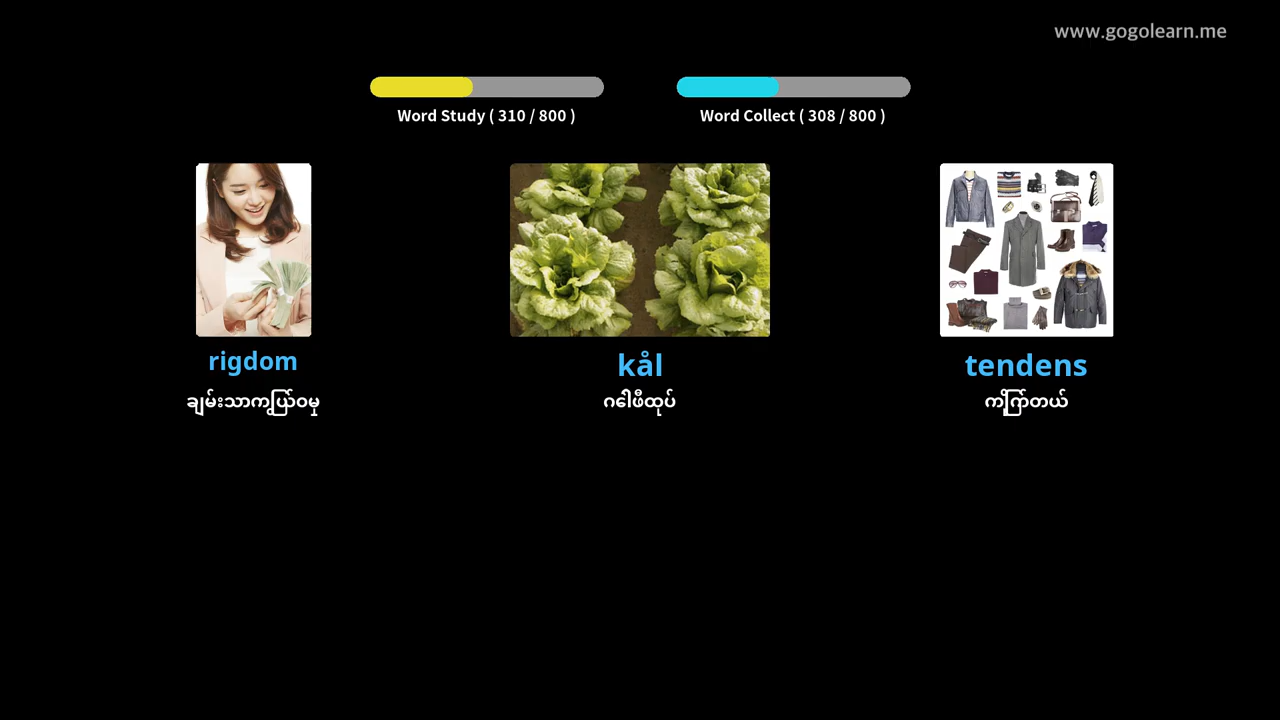 www.gogolearn.me
Word Study ( 310 / 800 )
Word Collect ( 308 / 800 )
rigdom
ချမ်းသာကြွယ်ဝမှု
kål
ဂေါ်ဖီထုပ်
tendens
ကြိုက်တယ်